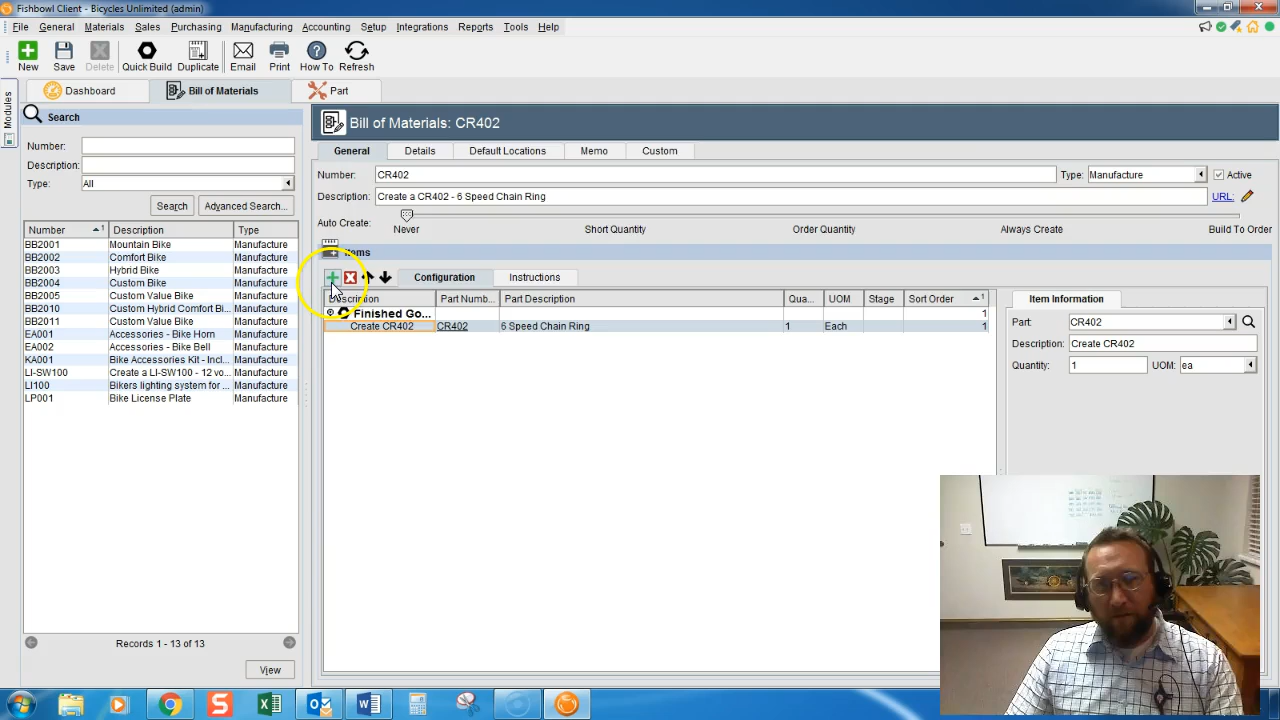 Fishbowl Client - Bicycles Unlimited (admin)
File General Materials Sales Purchasing Manufacturing Accounting Setup Integrations Reports Tools Help
New Save Delete Quick Build Duplicate Email Print How To Refresh
Modules
Dashboard Bill of Materials Part
Search
Number:
Description:
Type: All
Search Advanced Search...
Number 1 Description Type
BB2001 Mountain Bike Manufacture
BB2002 Comfort Bike Manufacture
BB2003 Hybrid Bike Manufacture
BB2004 Custom Bike Manufacture
BB2005 Custom Value Bike Manufacture
BB2010 Custom Hybrid Comfort Bi... Manufacture
BB2011 Custom Value Bike Manufacture
EA001 Accessories - Bike Horn Manufacture
EA002 Accessories - Bike Bell Manufacture
KA001 Bike Accessories Kit - Incl... Manufacture
LI-SW100 Create a LI-SW100 - 12 vo... Manufacture
LI100 Bikers lighting system for ... Manufacture
LP001 Bike License Plate Manufacture
Records 1 - 13 of 13
View
Bill of Materials: CR402
General Details Default Locations Memo Custom
Number: CR402 Type: Manufacture Active
Description: Create a CR402 - 6 Speed Chain Ring URL:
Auto Create:
Never Short Quantity Order Quantity Always Create Build To Order
Items
Configuration Instructions
Description Part Numb... Part Description Qua... UOM Stage Sort Order 1
Finished Go... 1
Create CR402 CR402 6 Speed Chain Ring 1 Each 1
Item Information
Part: CR402
Description: Create CR402
Quantity: 1 UOM: ea